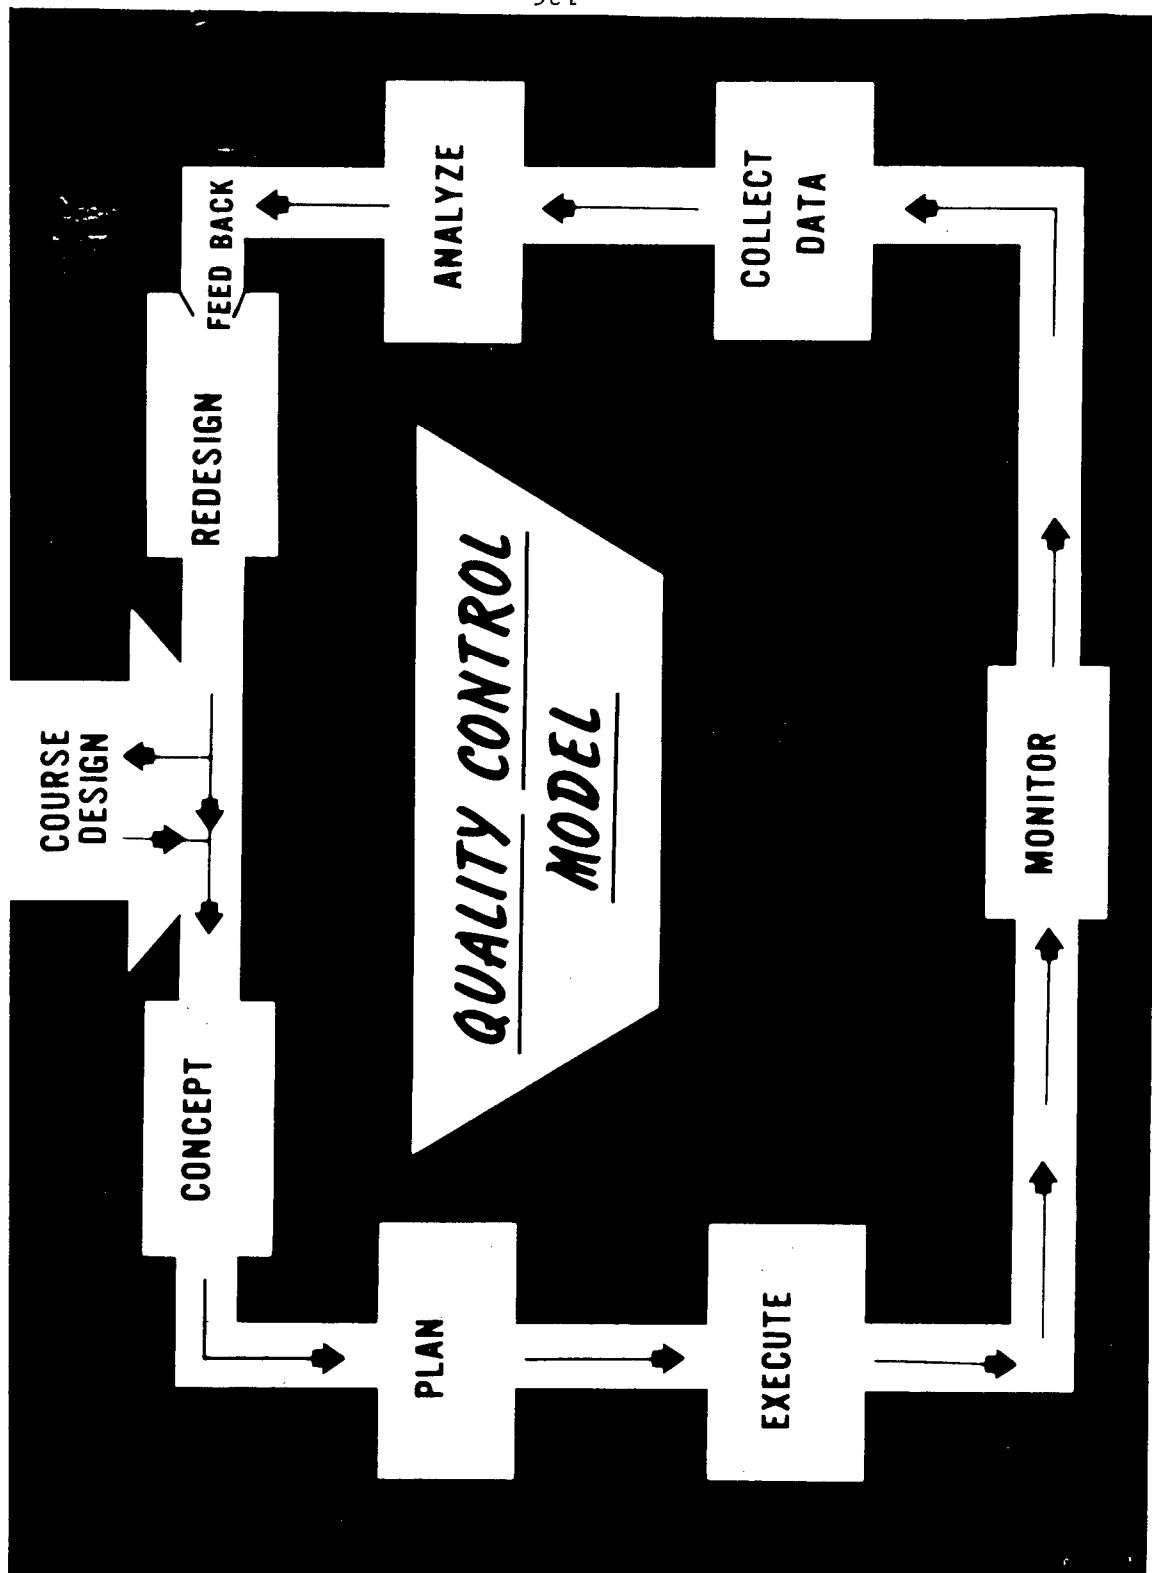 COURSE
DESIGN
CONCEPT
REDESIGN
FEED BACK
PLAN
QUALITY CONTROL
MODEL
ANALYZE
EXECUTE
COLLECT
DATA
MONITOR